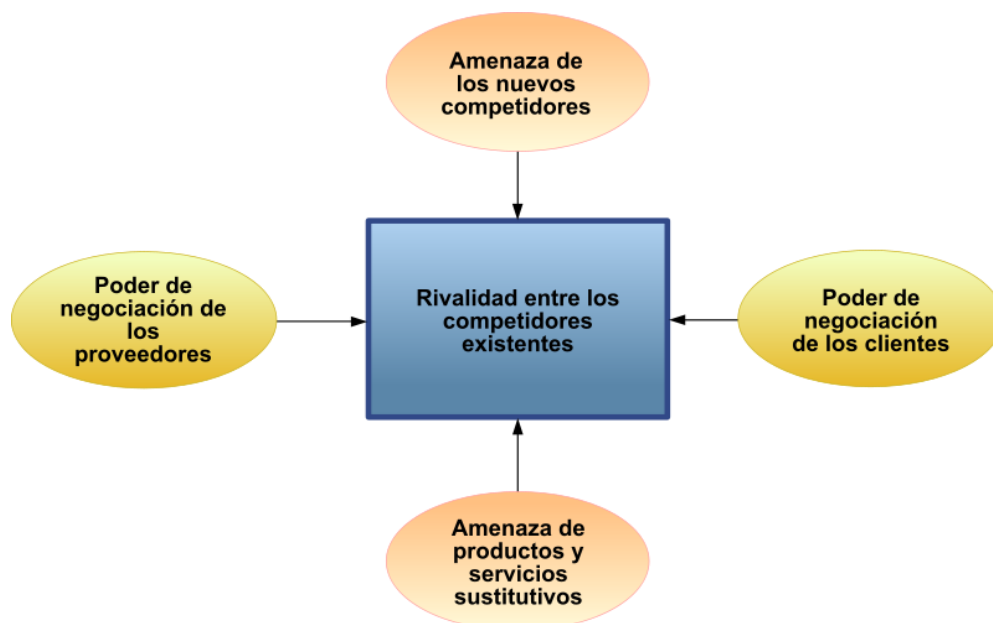 Amenaza de
los nuevos
competidores
Poder de
negociación de
los
proveedores
Rivalidad entre los
competidores
existentes
Poder de
negociación
de los clientes
Amenaza de
productos y
servicios
sustitutivos